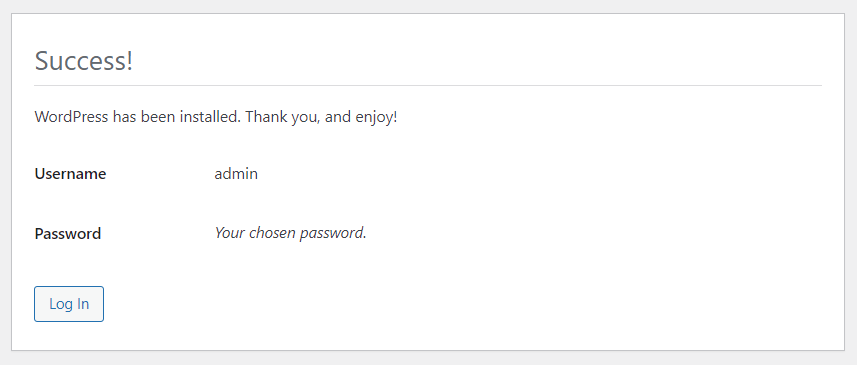 Success!
WordPress has been installed. Thank you, and enjoy!
Username admin
Password Your chosen password.
Log In